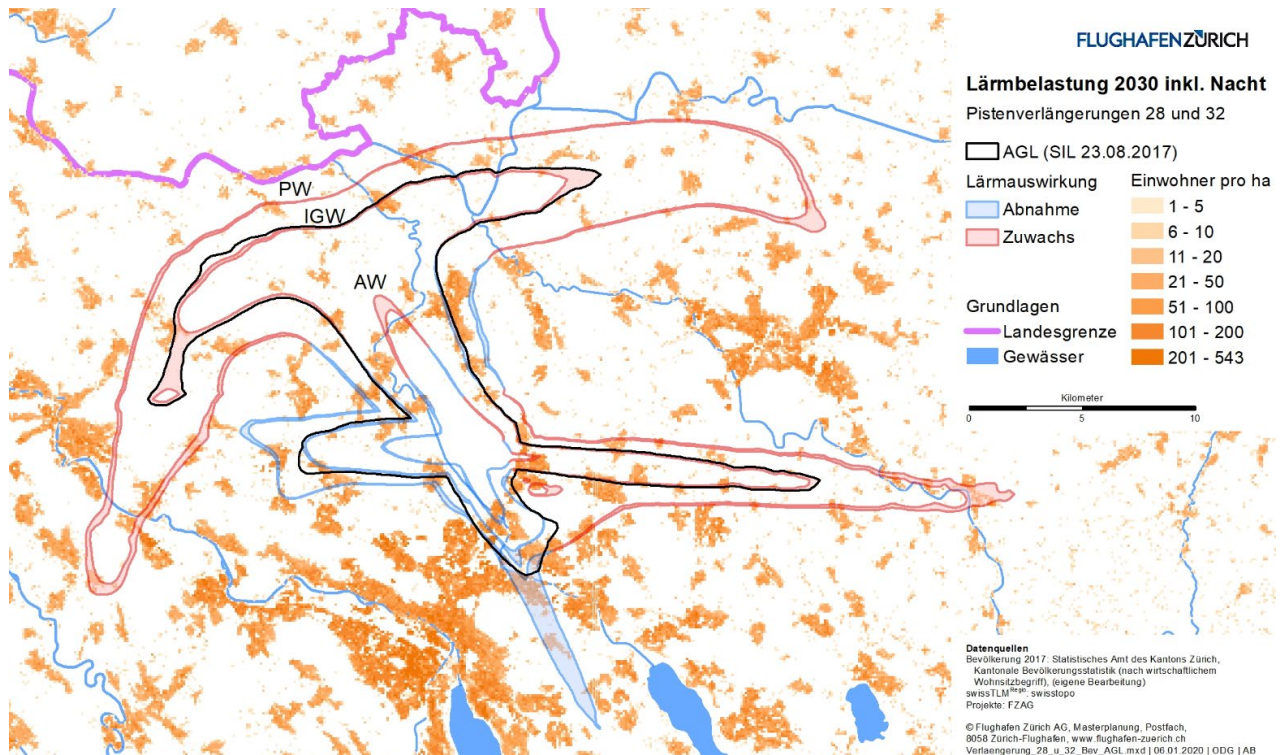 FLUGHAFENZÜRICH
Lärmbelastung 2030 inkl. Nacht
Pistenverlängerungen 28 und 32
AGL (SIL 23.08.2017)
Lärmauswirkung
Abnahme
Zuwachs
Grundlagen
Landesgrenze
Gewässer
Einwohner pro ha
1 - 5
6 - 10
11 - 20
21 - 50
51 - 100
101 - 200
201 - 543
Kilometer
0 5 10
PW
IGW
AW
Datenquellen
Bevölkerung 2017: Statistisches Amt des Kantons Zürich,
Kantonale Bevölkerungsstatistik (nach wirtschaftlichem
Wohnsitzbegriff), (eigene Bearbeitung)
swissTLM Regio: swisstopo
Projekte: FZAG
© Flughafen Zürich AG, Masterplanung, Postfach,
8058 Zürich-Flughafen, www.flughafen-zuerich.ch
Verlaengerung_28_u_32_Bev_AGL.mxd | 06.01.2020 | ODG | AB